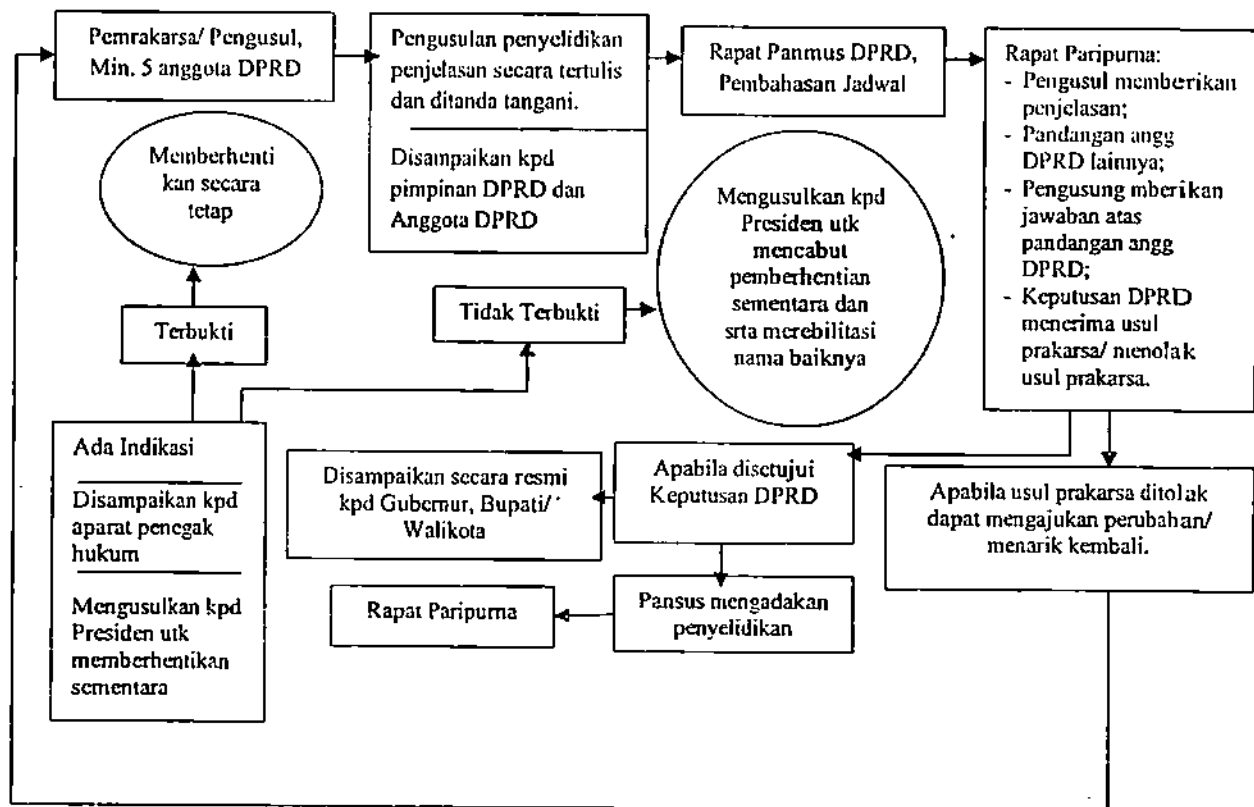 Pemrakarsa/ Pengusul,
Min. 5 anggota DPRD
Pengusulan penyelidikan
penjelasan secara tertulis
dan ditanda tangani.
Disampaikan kpd
pimpinan DPRD dan
Anggota DPRD
Rapat Panmus DPRD,
Pembahasan Jadwal
Rapat Paripurna:
- Pengusul memberikan
penjelasan;
- Pandangan angg
DPRD lainnya;
- Pengusung mberikan
jawaban atas
pandangan angg
DPRD;
- Keputusan DPRD
menerima usul
prakarsa/ menolak
usul prakarsa.
Memberhenti
kan secara
tetap
Mengusulkan kpd
Presiden utk
mencabut
pemberhentian
sementara dan
srta merebilitasi
nama baiknya
Terbukti
Tidak Terbukti
Ada Indikasi
Disampaikan kpd
aparat penegak
hukum
Mengusulkan kpd
Presiden utk
memberhentikan
sementara
Disampaikan secara resmi
kpd Gubernur, Bupati/
Walikota
Apabila disetujui
Keputusan DPRD
Apabila usul prakarsa ditolak
dapat mengajukan perubahan/
menarik kembali.
Rapat Paripurna
Pansus mengadakan
penyelidikan